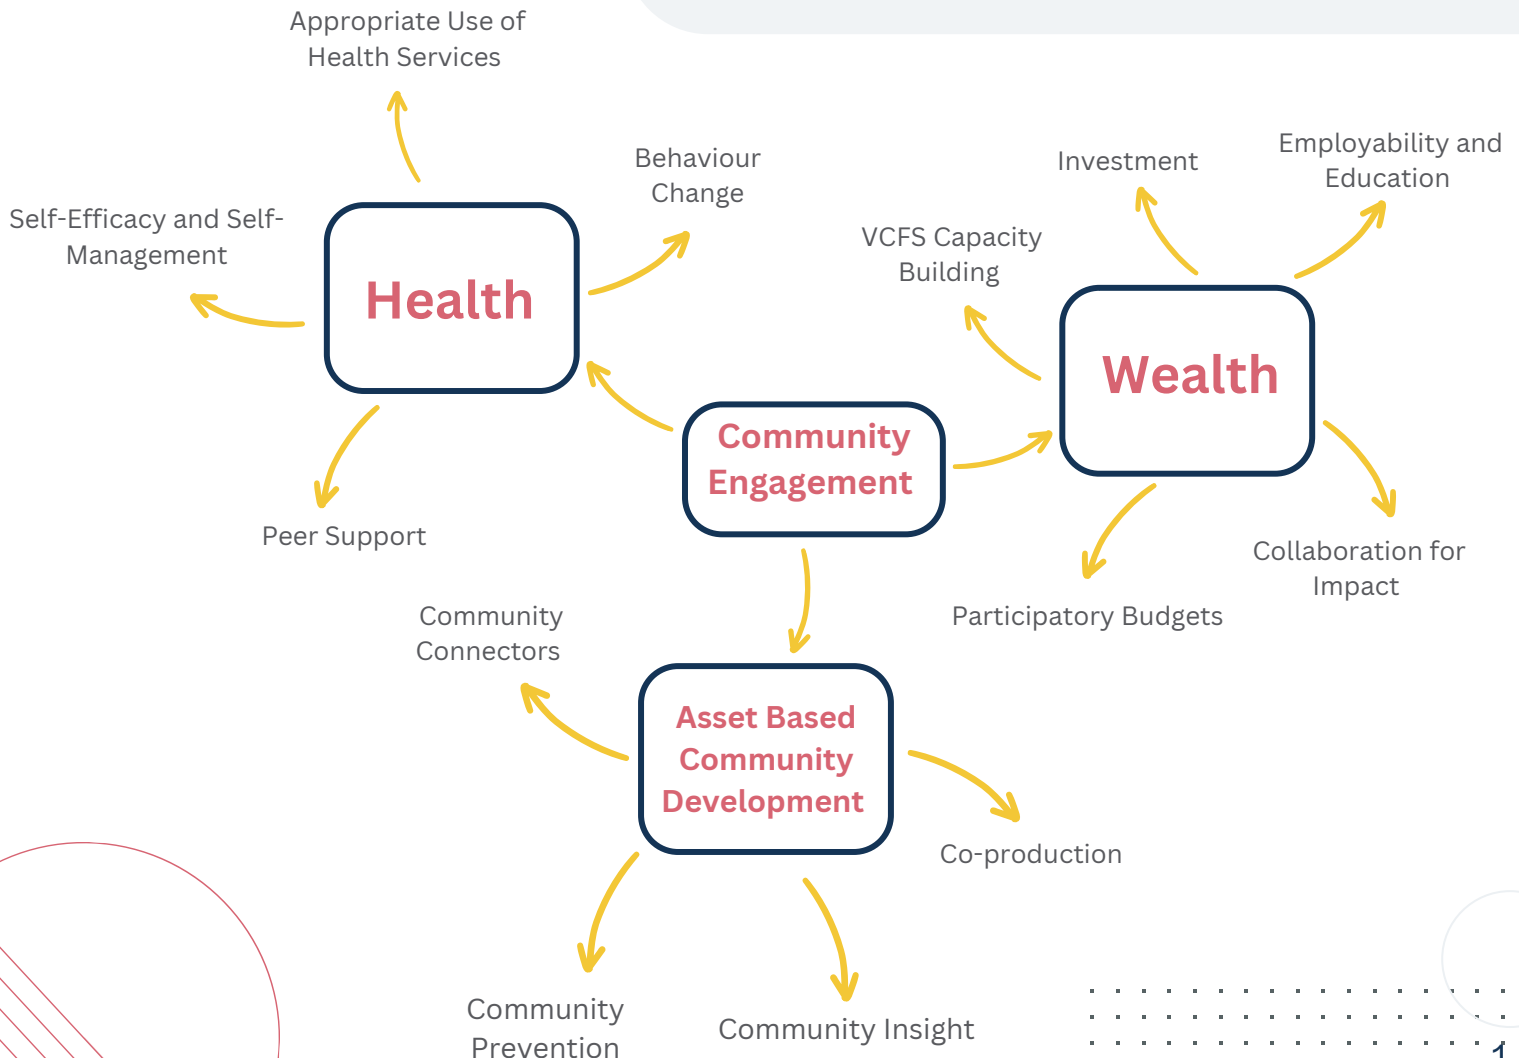 Appropriate Use of
Health Services
Behaviour
Change
Self-Efficacy and Self-
Management
Health
Peer Support
Investment
Employability and
Education
VCFS Capacity
Building
Wealth
Community
Engagement
Collaboration for
Impact
Participatory Budgets
Community
Connectors
Asset Based
Community
Development
Co-production
Community
Prevention
Community Insight
1